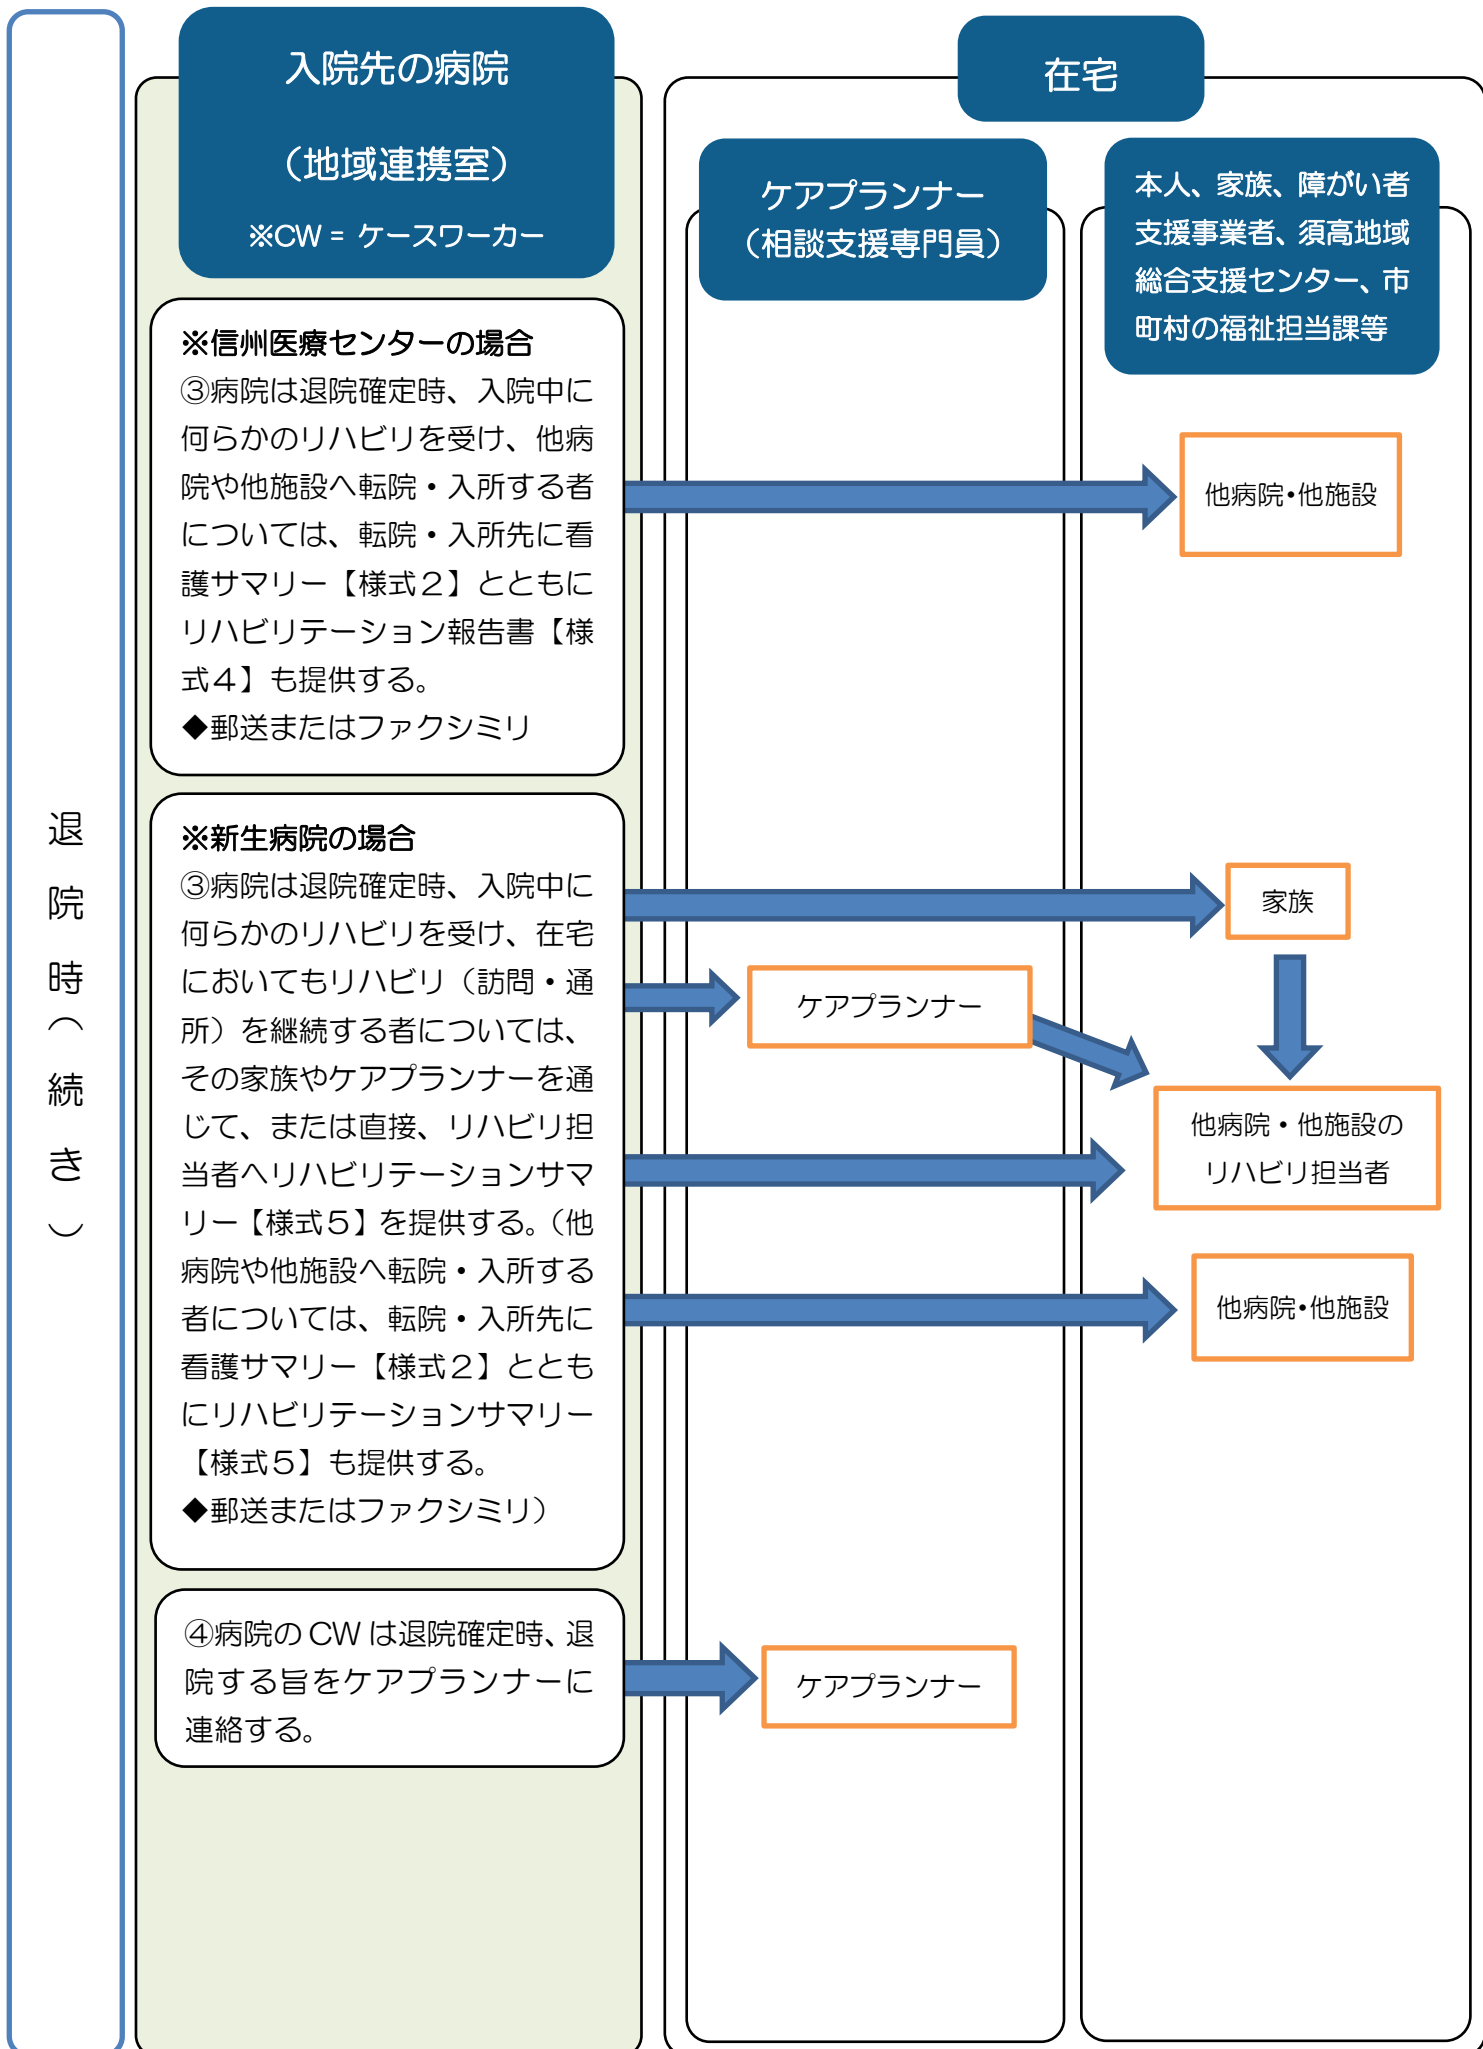 退院時（続き）
入院先の病院
（地域連携室）
※CW = ケースワーカー
在宅
ケアプランナー
（相談支援専門員）
本人、家族、障がい者
支援事業者、須高地域
総合支援センター、市
町村の福祉担当課等
※信州医療センターの場合
③病院は退院確定時、入院中に
何らかのリハビリを受け、他病
院や他施設へ転院・入所する者
については、転院・入所先に看
護サマリー【様式２】とともに
リハビリテーション報告書【様
式４】も提供する。
◆郵送またはファクシミリ
他病院・他施設
※新生病院の場合
③病院は退院確定時、入院中に
何らかのリハビリを受け、在宅
においてもリハビリ（訪問・通
所）を継続する者については、
その家族やケアプランナーを通
じて、または直接、リハビリ担
当者へリハビリテーションサマ
リー【様式５】を提供する。（他
病院や他施設へ転院・入所する
者については、転院・入所先に
看護サマリー【様式２】ととも
にリハビリテーションサマリー
【様式５】も提供する。
◆郵送またはファクシミリ）
家族
ケアプランナー
他病院・他施設の
リハビリ担当者
他病院・他施設
④病院の CW は退院確定時、退
院する旨をケアプランナーに
連絡する。
ケアプランナー